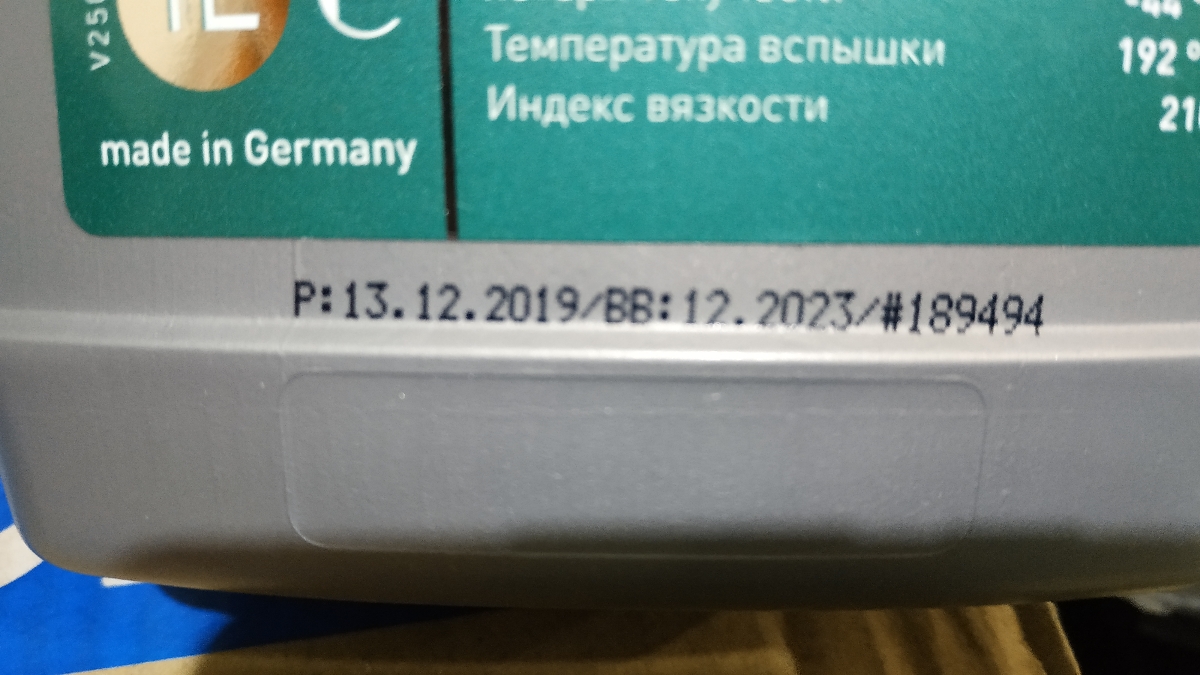 made in Germany
Температура вспышки
192 °
Индекс вязкости
P:13.12.2019/BB:12.2023/#189494